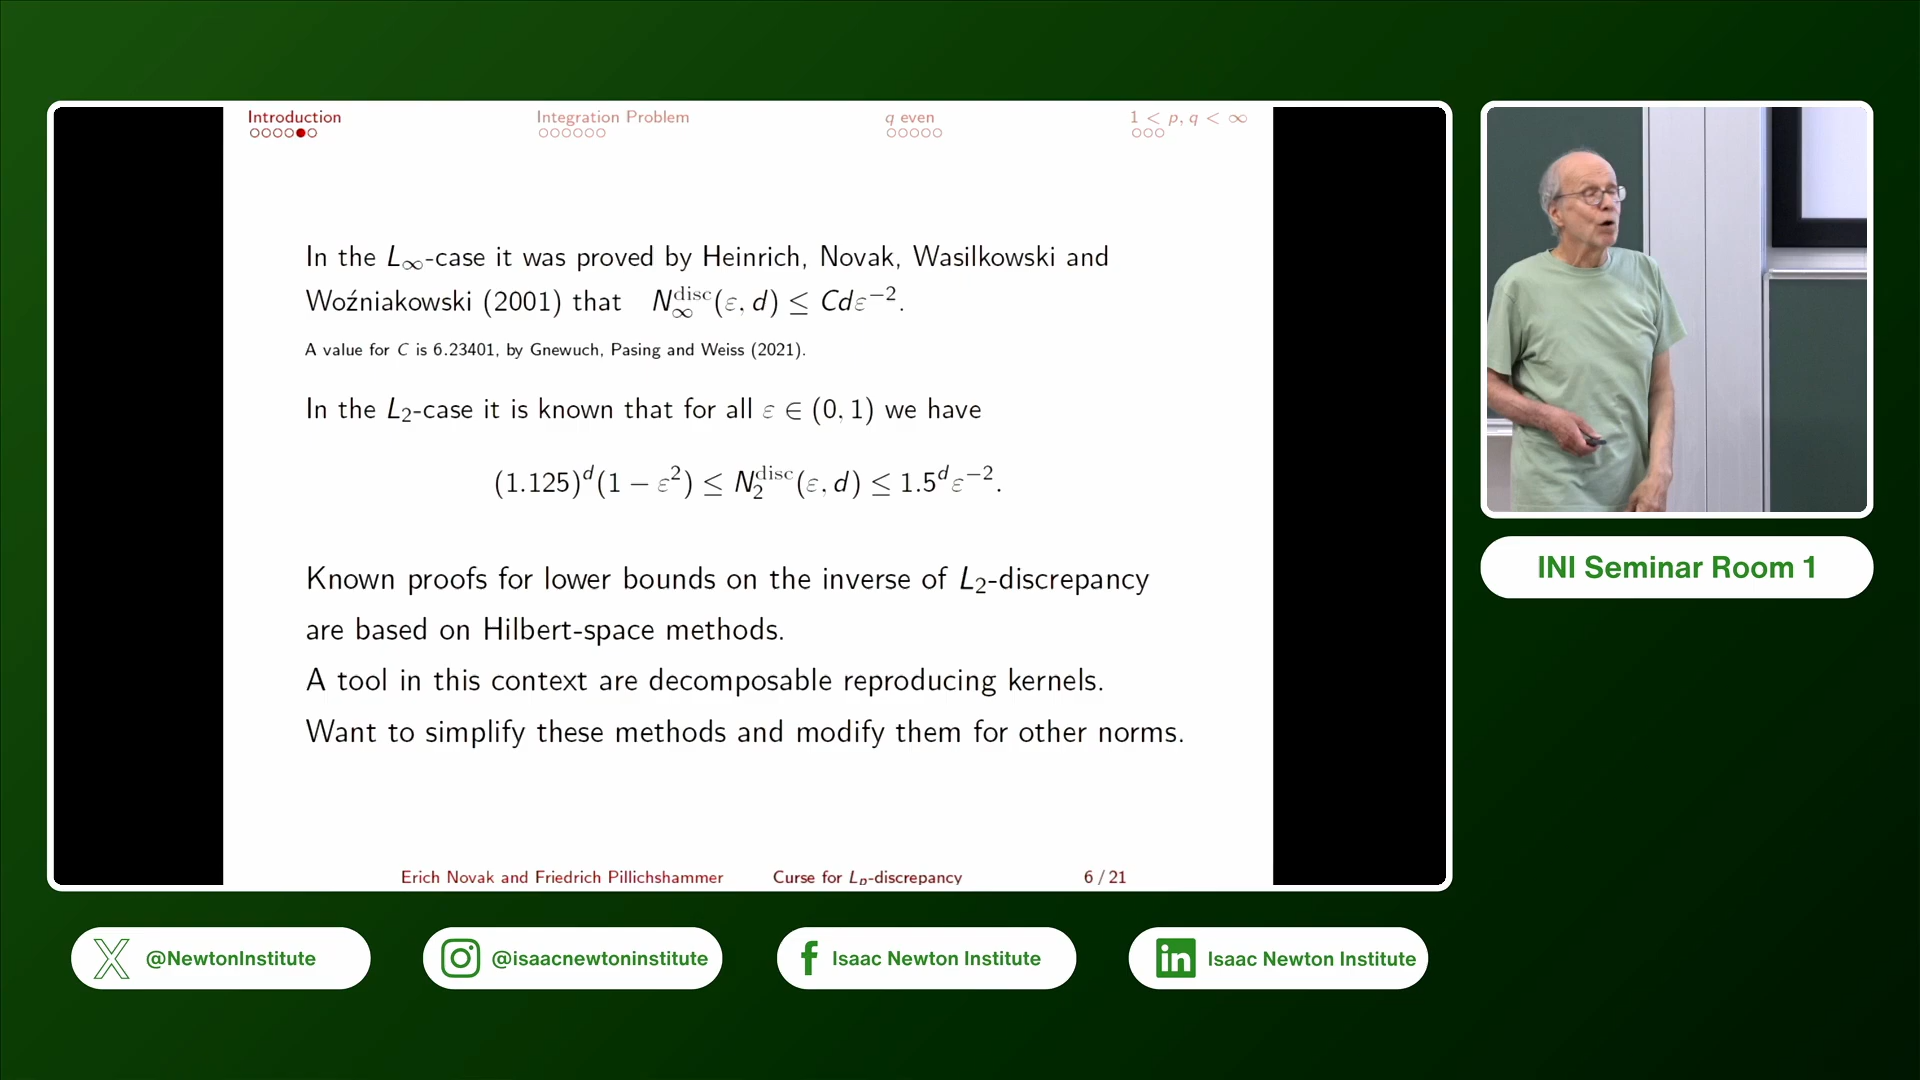 Introduction
Integration Problem
q even
1 < p, q < ∞
In the L∞-case it was proved by Heinrich, Novak, Wasilkowski and
Woźniakowski (2001) that N∞^disc(ε, d) ≤ Cdε⁻².
A value for C is 6.23401, by Gnewuch, Pasing and Weiss (2021).
In the L₂-case it is known that for all ε ∈ (0, 1) we have
(1.125)^d(1 − ε²) ≤ N₂^disc(ε, d) ≤ 1.5^d ε⁻².
Known proofs for lower bounds on the inverse of L₂-discrepancy
are based on Hilbert-space methods.
A tool in this context are decomposable reproducing kernels.
Want to simplify these methods and modify them for other norms.
Erich Novak and Friedrich Pillichshammer
Curse for Lₚ-discrepancy
6 / 21
INI Seminar Room 1
@NewtonInstitute
@isaacnewtoninstitute
Isaac Newton Institute
Isaac Newton Institute